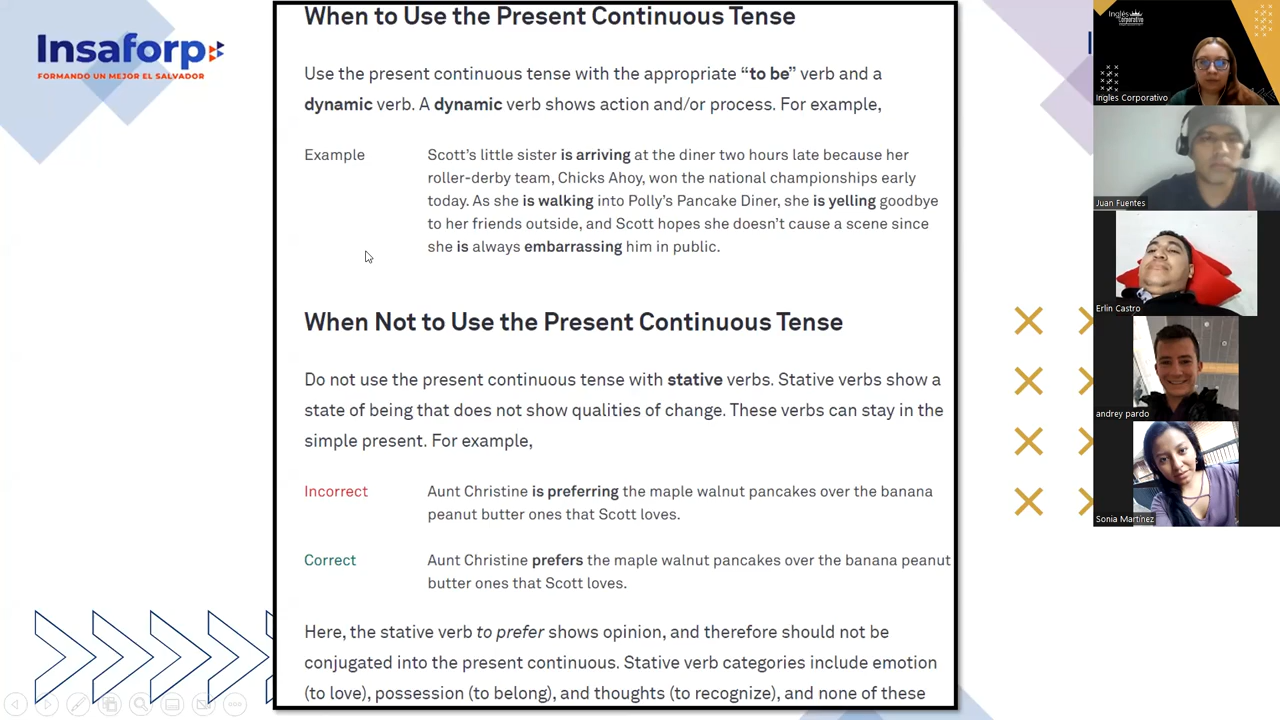 When to Use the Present Continuous Tense
Insaforp
FORMANDO UN MEJOR EL SALVADOR
Use the present continuous tense with the appropriate “to be” verb and a
dynamic verb. A dynamic verb shows action and/or process. For example,
Example
Scott’s little sister is arriving at the diner two hours late because her
roller-derby team, Chicks Ahoy, won the national championships early
today. As she is walking into Polly’s Pancake Diner, she is yelling goodbye
to her friends outside, and Scott hopes she doesn’t cause a scene since
she is always embarrassing him in public.
When Not to Use the Present Continuous Tense
Do not use the present continuous tense with stative verbs. Stative verbs show a
state of being that does not show qualities of change. These verbs can stay in the
simple present. For example,
Incorrect
Aunt Christine is preferring the maple walnut pancakes over the banana
peanut butter ones that Scott loves.
Correct
Aunt Christine prefers the maple walnut pancakes over the banana peanut
butter ones that Scott loves.
Here, the stative verb to prefer shows opinion, and therefore should not be
conjugated into the present continuous. Stative verb categories include emotion
(to love), possession (to belong), and thoughts (to recognize), and none of these
Inglés
Corporativo
Ingles Corporativo
Juan Fuentes
Erlin Castro
andrey pardo
Sonia Martínez